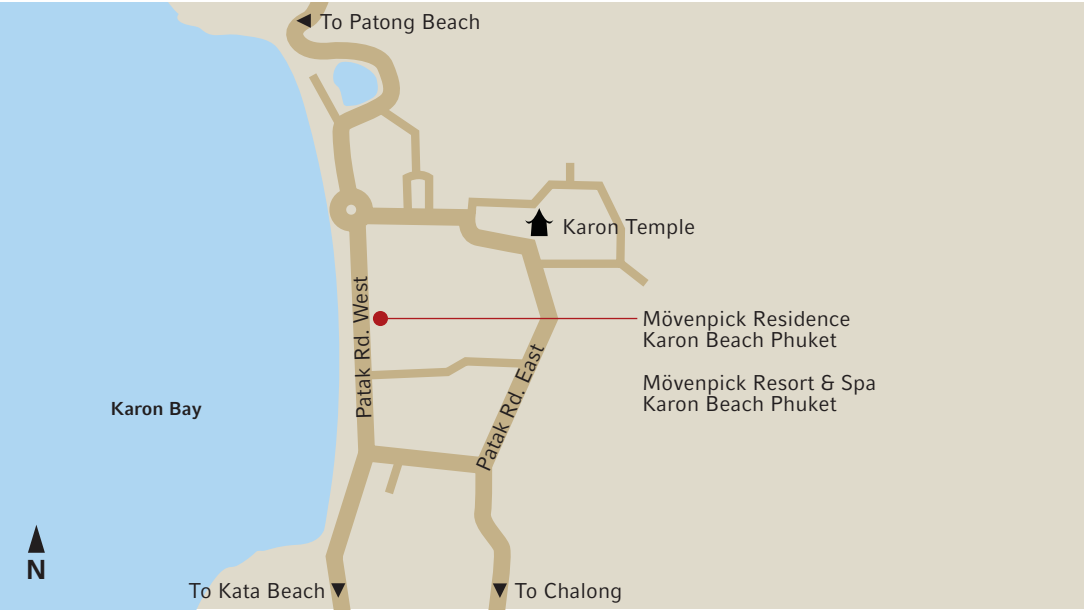 To Patong Beach
Karon Temple
Patak Rd. West
Mövenpick Residence
Karon Beach Phuket
Mövenpick Resort & Spa
Karon Beach Phuket
Patak Rd. East
Karon Bay
N
To Kata Beach
To Chalong